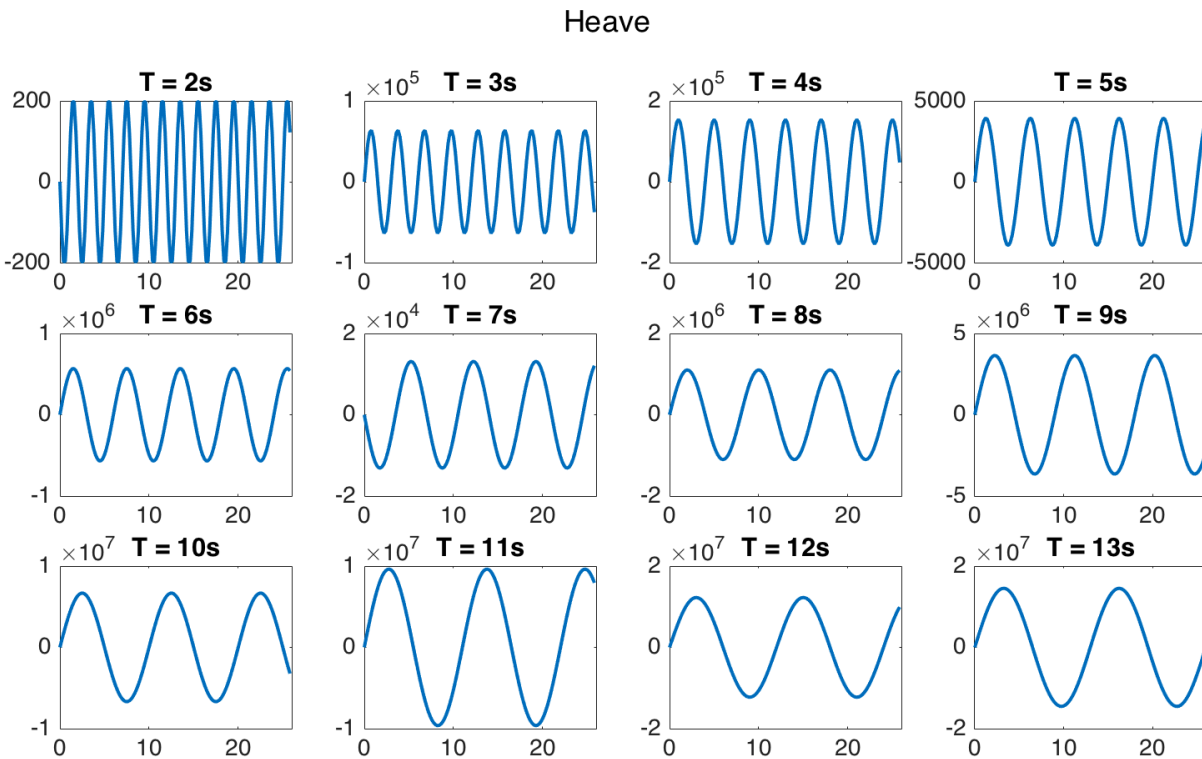 Heave
T = 2s
200
0
-200
0 10 20
×10^5 T = 3s
1
0
-1
0 10 20
×10^5 T = 4s
2
0
-2
0 10 20
T = 5s
5000
0
-5000
0 10 20
×10^6 T = 6s
1
0
-1
0 10 20
×10^4 T = 7s
2
0
-2
0 10 20
×10^6 T = 8s
2
0
-2
0 10 20
×10^6 T = 9s
5
0
-5
0 10 20
×10^7 T = 10s
1
0
-1
0 10 20
×10^7 T = 11s
1
0
-1
0 10 20
×10^7 T = 12s
2
0
-2
0 10 20
×10^7 T = 13s
2
0
-2
0 10 20